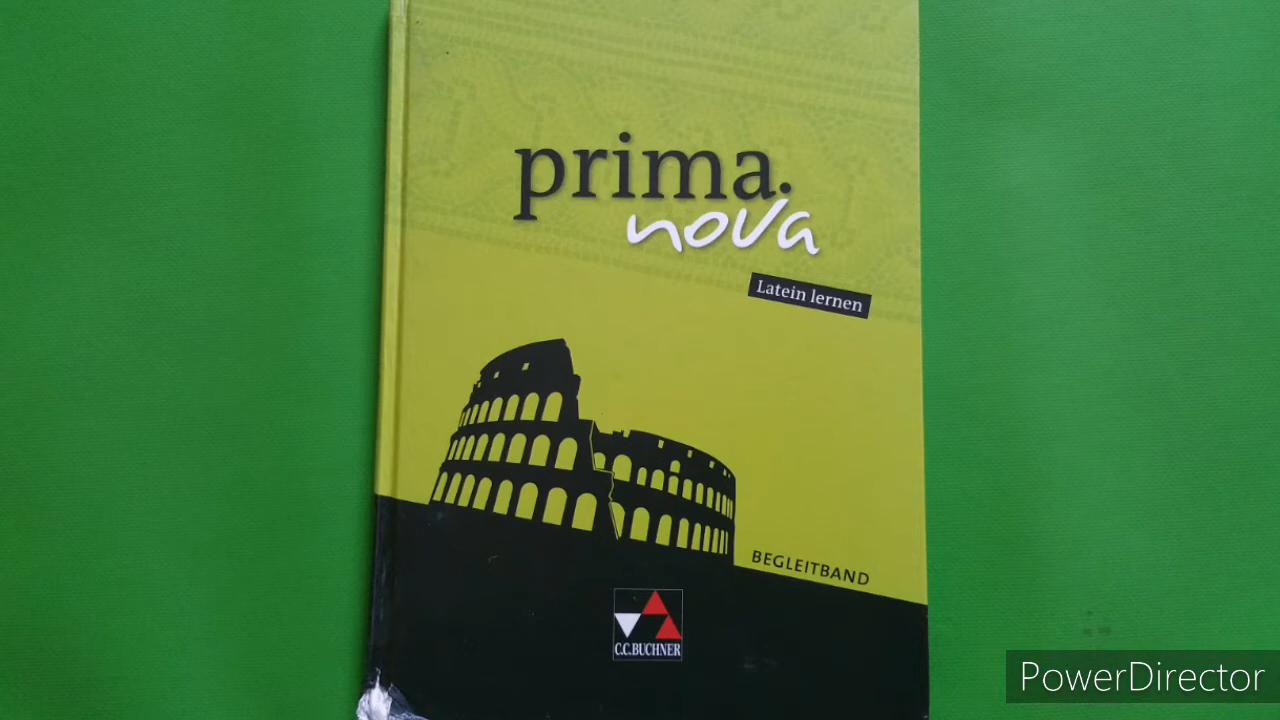 prima.
nova
Latein lernen
BEGLEITBAND
C.C.BUCHNER
PowerDirector